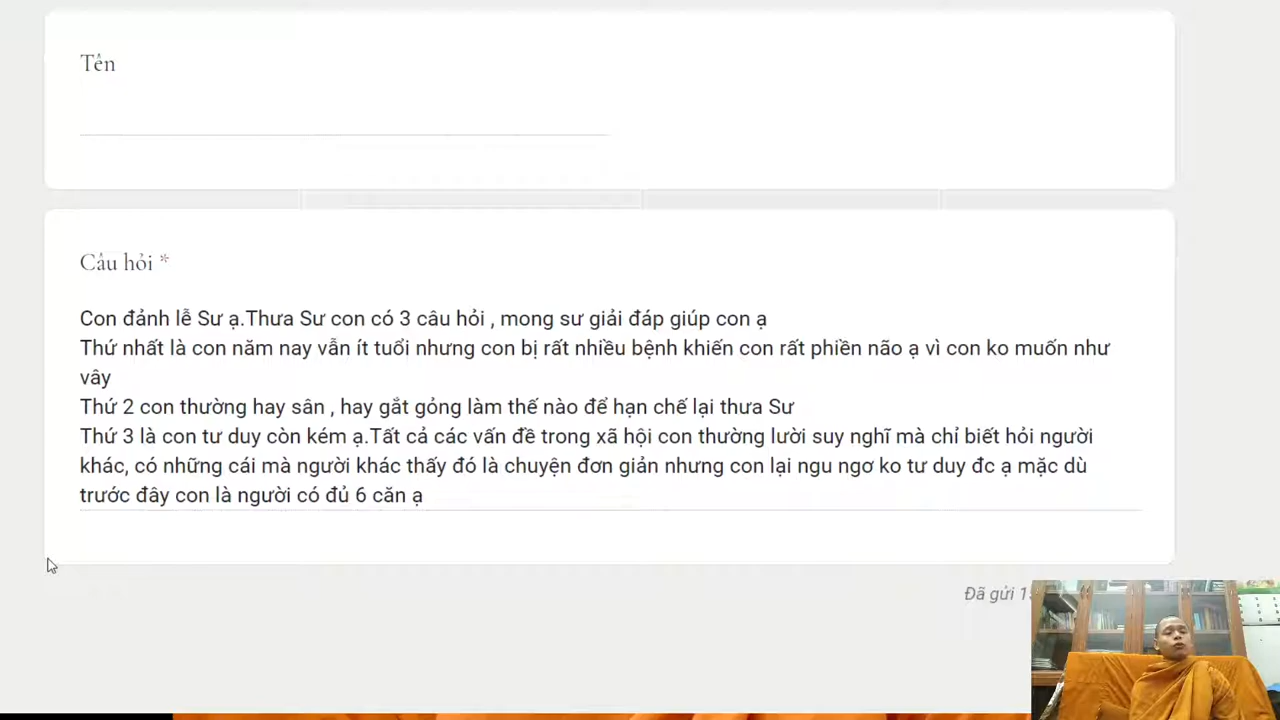 Tên
Câu hỏi *
Con đảnh lễ Sư ạ.Thưa Sư con có 3 câu hỏi , mong sư giải đáp giúp con ạ
Thứ nhất là con năm nay vẫn ít tuổi nhưng con bị rất nhiều bệnh khiến con rất phiền não ạ vì con ko muốn như
vây
Thứ 2 con thường hay sân , hay gắt gỏng làm thế nào để hạn chế lại thưa Sư
Thứ 3 là con tư duy còn kém ạ.Tất cả các vấn đề trong xã hội con thường lười suy nghĩ mà chỉ biết hỏi người
khác, có những cái mà người khác thấy đó là chuyện đơn giản nhưng con lại ngu ngơ ko tư duy đc ạ mặc dù
trước đây con là người có đủ 6 căn ạ
Đã gửi